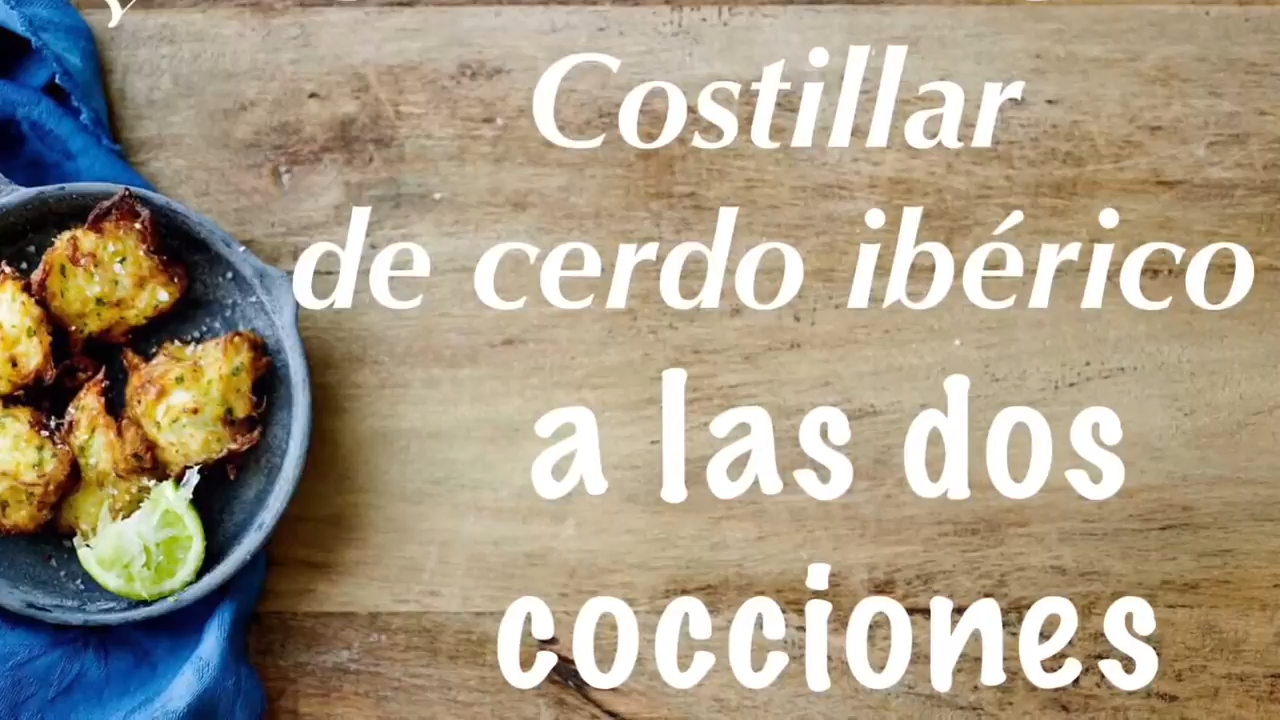 Costillar
de cerdo ibérico
a las dos
cocciones